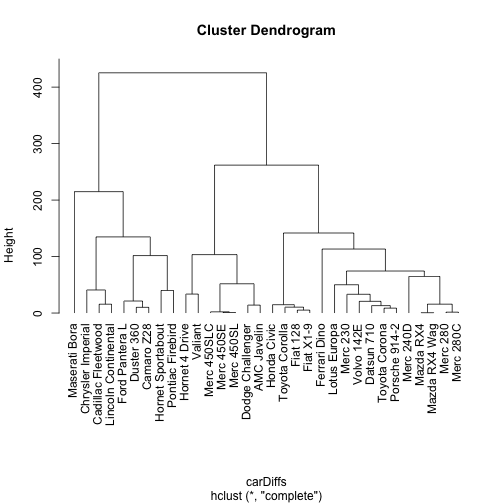 Cluster Dendrogram
Height
400
300
200
100
0
Maserati Bora
Chrysler Imperial
Cadillac Fleetwood
Lincoln Continental
Ford Pantera L
Duster 360
Camaro Z28
Hornet Sportabout
Pontiac Firebird
Hornet 4 Drive
Valiant
Merc 450SLC
Merc 450SE
Merc 450SL
Dodge Challenger
AMC Javelin
Honda Civic
Toyota Corolla
Fiat 128
Fiat X1-9
Ferrari Dino
Lotus Europa
Merc 230
Volvo 142E
Datsun 710
Toyota Corona
Porsche 914-2
Merc 240D
Mazda RX4
Mazda RX4 Wag
Merc 280
Merc 280C
carDiffs
hclust (*, "complete")